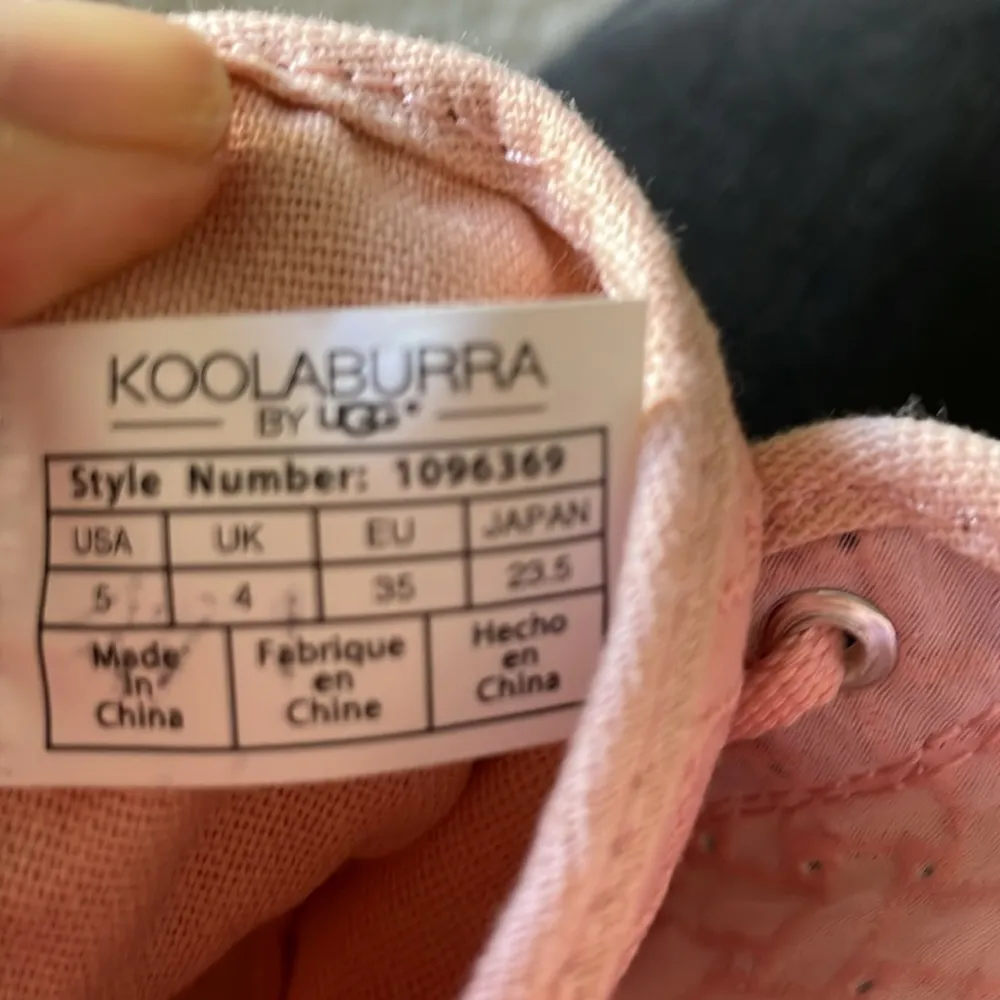 KOOLABURRA
BY UGG
Style Number: 1096369
USA UK EU JAPAN
5 4 35 23.5
Made in China
Fabrique en Chine
Hecho en China